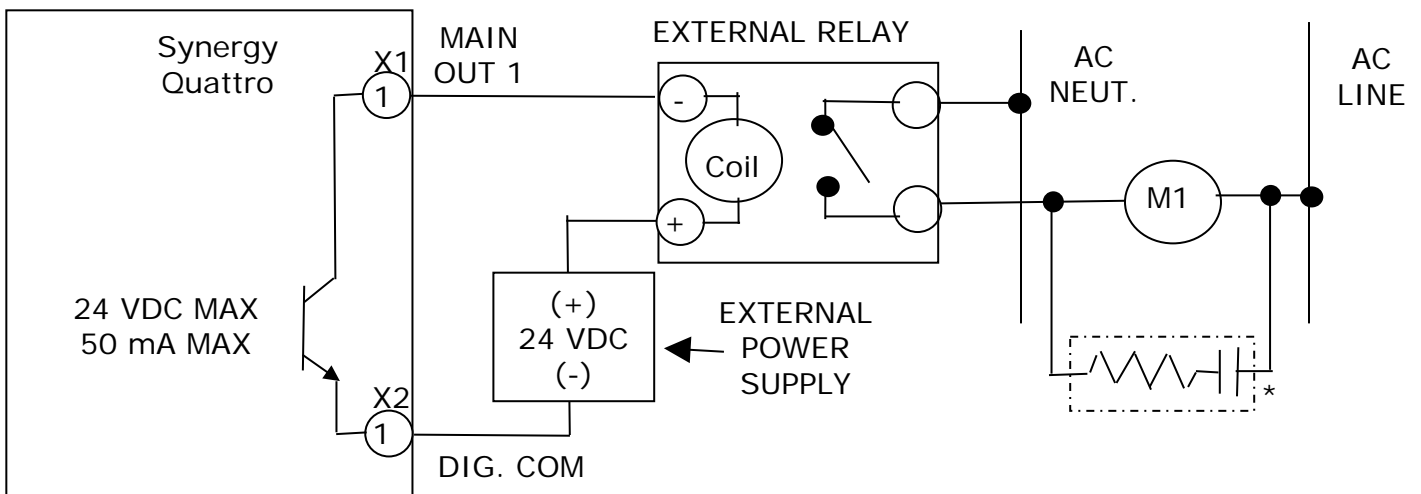 Synergy
Quattro
X1
1
MAIN
OUT 1
EXTERNAL RELAY
-
Coil
+
AC
NEUT.
AC
LINE
M1
24 VDC MAX
50 mA MAX
(+)
24 VDC
(-)
EXTERNAL
POWER
SUPPLY
*
X2
1
DIG. COM